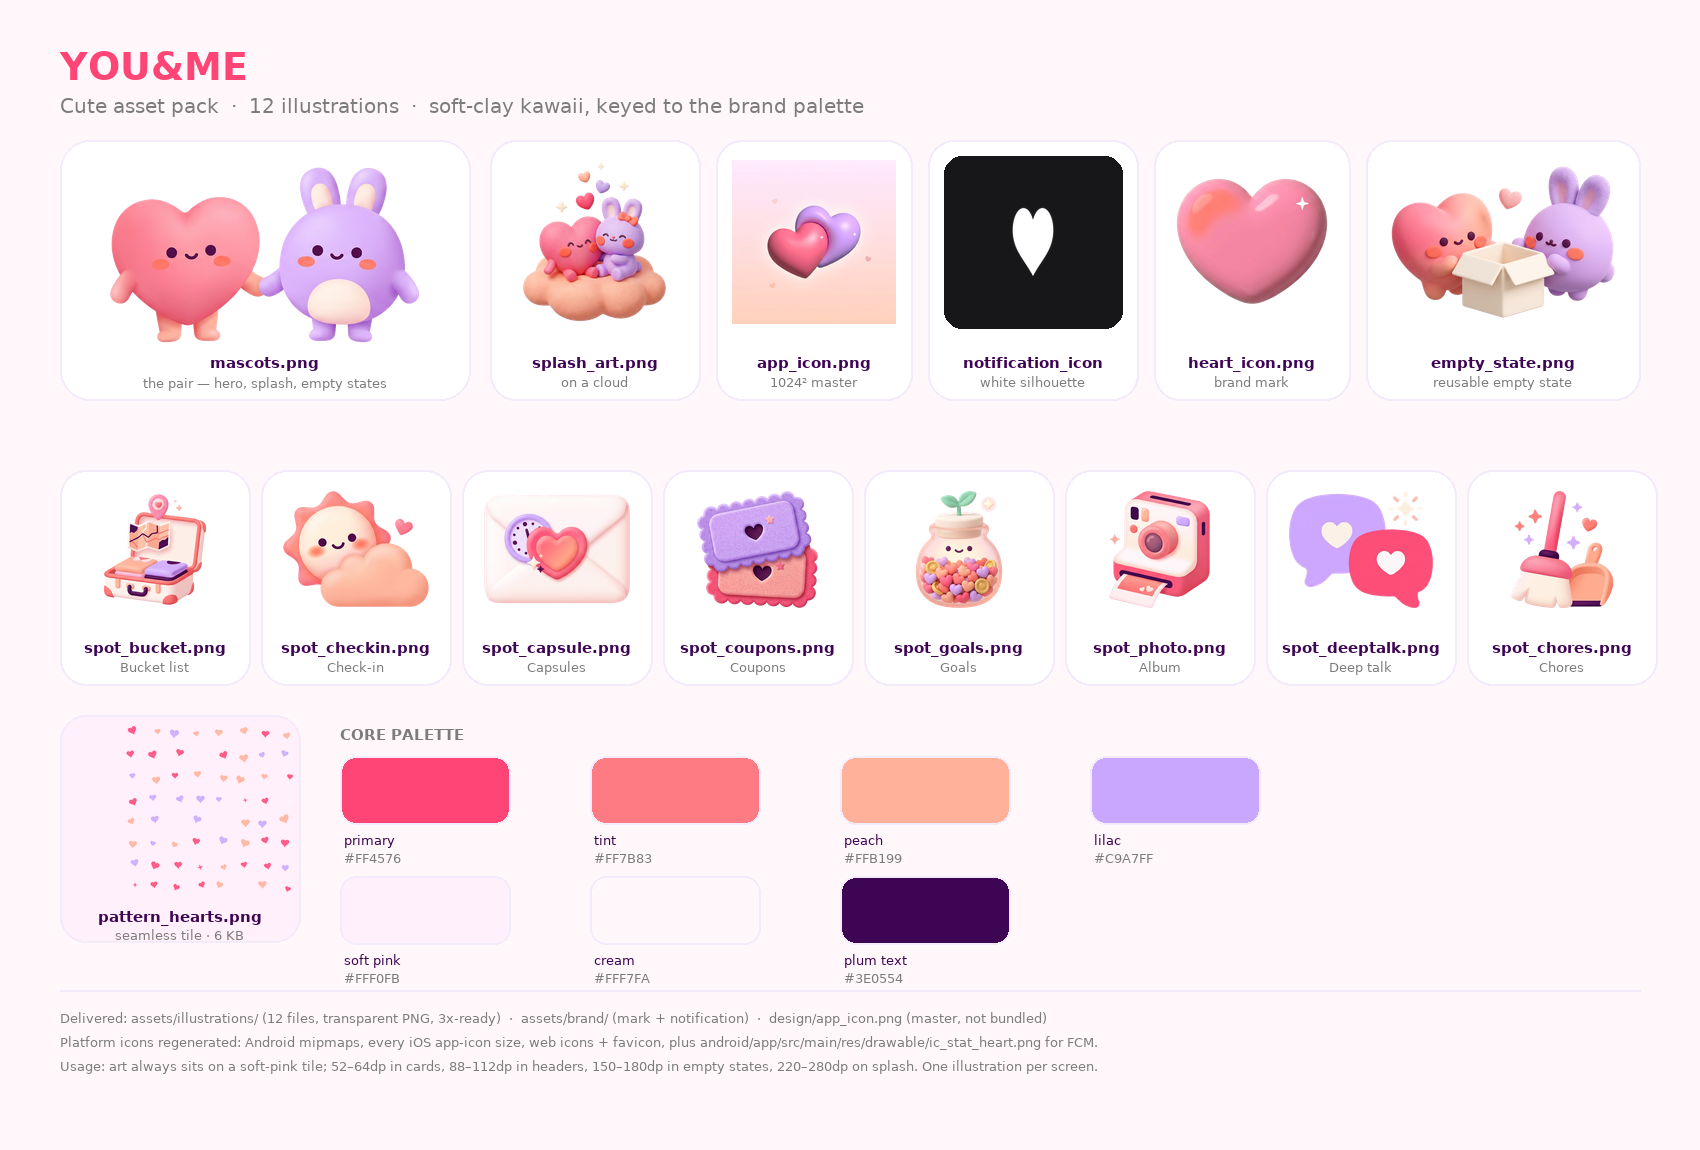 YOU&ME
Cute asset pack · 12 illustrations · soft-clay kawaii, keyed to the brand palette
mascots.png
the pair — hero, splash, empty states
splash_art.png
on a cloud
app_icon.png
1024² master
notification_icon
white silhouette
heart_icon.png
brand mark
empty_state.png
reusable empty state
spot_bucket.png
Bucket list
spot_checkin.png
Check-in
spot_capsule.png
Capsules
spot_coupons.png
Coupons
spot_goals.png
Goals
spot_photo.png
Album
spot_deeptalk.png
Deep talk
spot_chores.png
Chores
pattern_hearts.png
seamless tile · 6 KB
CORE PALETTE
primary
#FF4576
tint
#FF7B83
peach
#FFB199
lilac
#C9A7FF
soft pink
#FFF0FB
cream
#FFF7FA
plum text
#3E0554
Delivered: assets/illustrations/ (12 files, transparent PNG, 3x-ready) · assets/brand/ (mark + notification) · design/app_icon.png (master, not bundled)
Platform icons regenerated: Android mipmaps, every iOS app-icon size, web icons + favicon, plus android/app/src/main/res/drawable/ic_stat_heart.png for FCM.
Usage: art always sits on a soft-pink tile; 52–64dp in cards, 88–112dp in headers, 150–180dp in empty states, 220–280dp on splash. One illustration per screen.